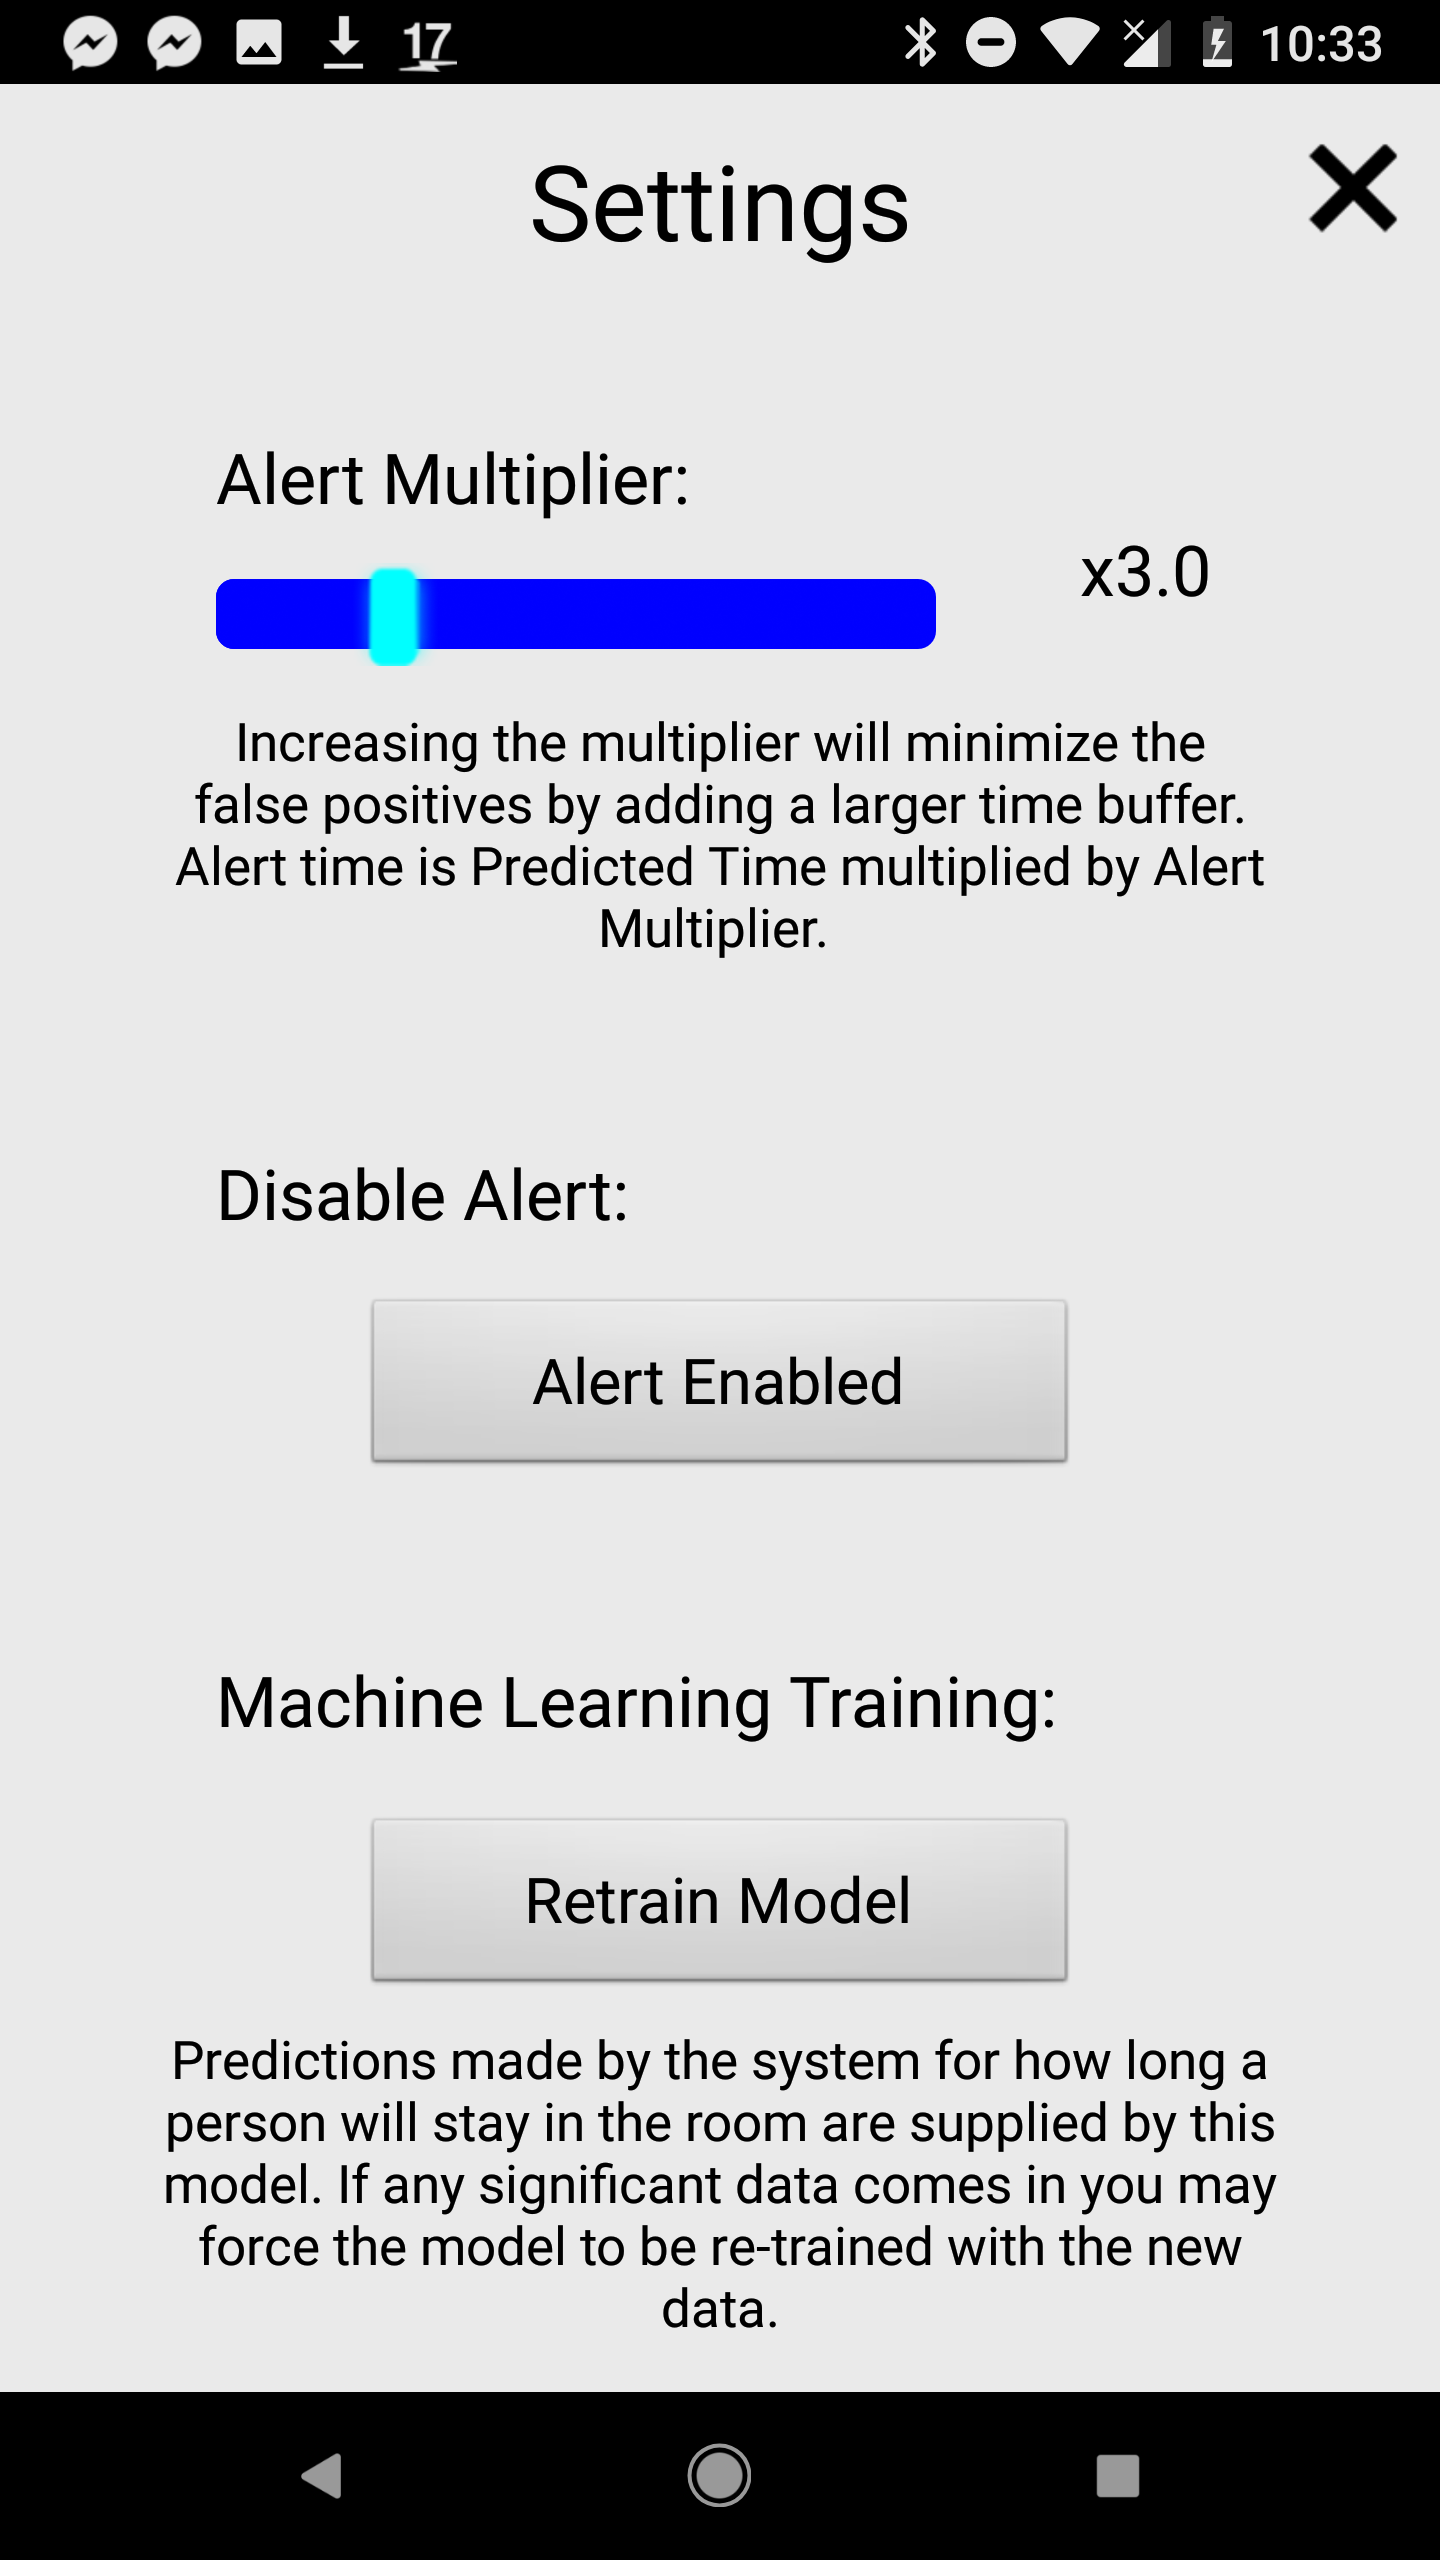 17 10:33
Settings
Alert Multiplier:
x3.0
Increasing the multiplier will minimize the
false positives by adding a larger time buffer.
Alert time is Predicted Time multiplied by Alert
Multiplier.
Disable Alert:
Alert Enabled
Machine Learning Training:
Retrain Model
Predictions made by the system for how long a
person will stay in the room are supplied by this
model. If any significant data comes in you may
force the model to be re-trained with the new
data.